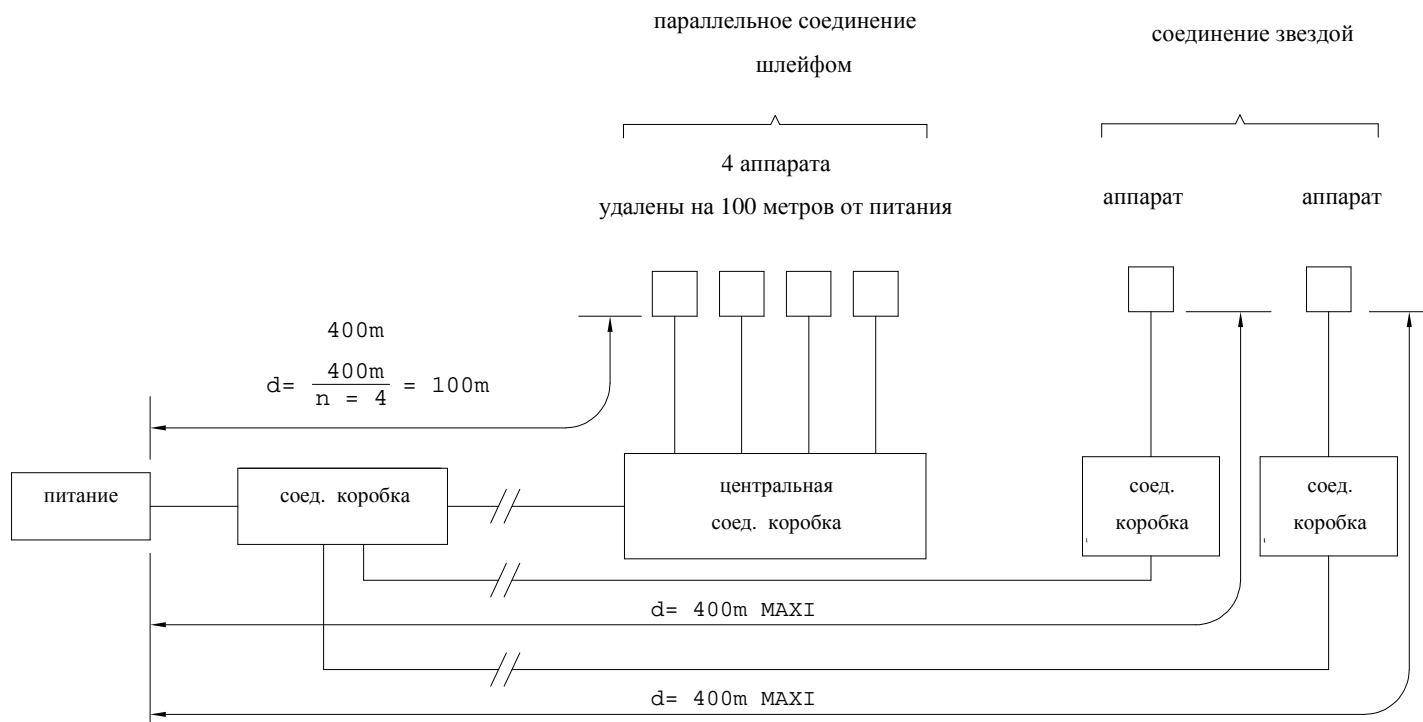 параллельное соединение
шлейфом
соединение звездой
4 аппарата
удалены на 100 метров от питания
аппарат
аппарат
400m
d= 400m / n = 4 = 100m
питание
соед. коробка
центральная
соед. коробка
соед.
коробка
соед.
коробка
d= 400m MAXI
d= 400m MAXI